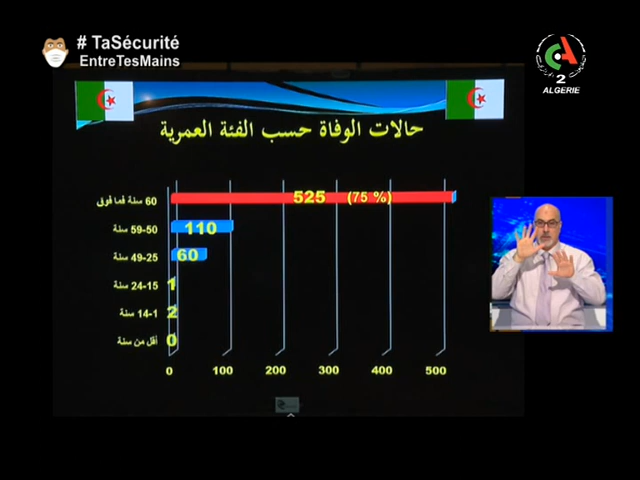 # TaSécurité
EntreTesMains
2
ALGERIE
حالات الوفاة حسب الفئة العمرية
60 سنة فما فوق
525 (75 %)
50-59 سنة
110
25-49 سنة
60
15-24 سنة
1
1-14 سنة
2
أقل من سنة
0
0 100 200 300 400 500